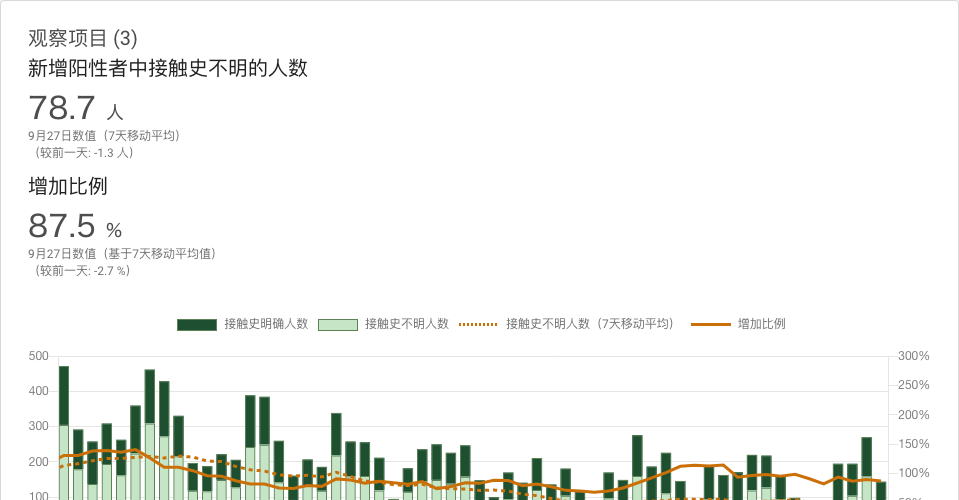 观察项目 (3)
新增阳性者中接触史不明的人数
78.7 人
9月27日数值（7天移动平均）
（较前一天: -1.3 人）
增加比例
87.5 %
9月27日数值（基于7天移动平均值）
（较前一天: -2.7 %）
接触史明确人数 接触史不明人数 接触史不明人数（7天移动平均） 增加比例
500 300%
250%
400
200%
300
150%
200
100%
100